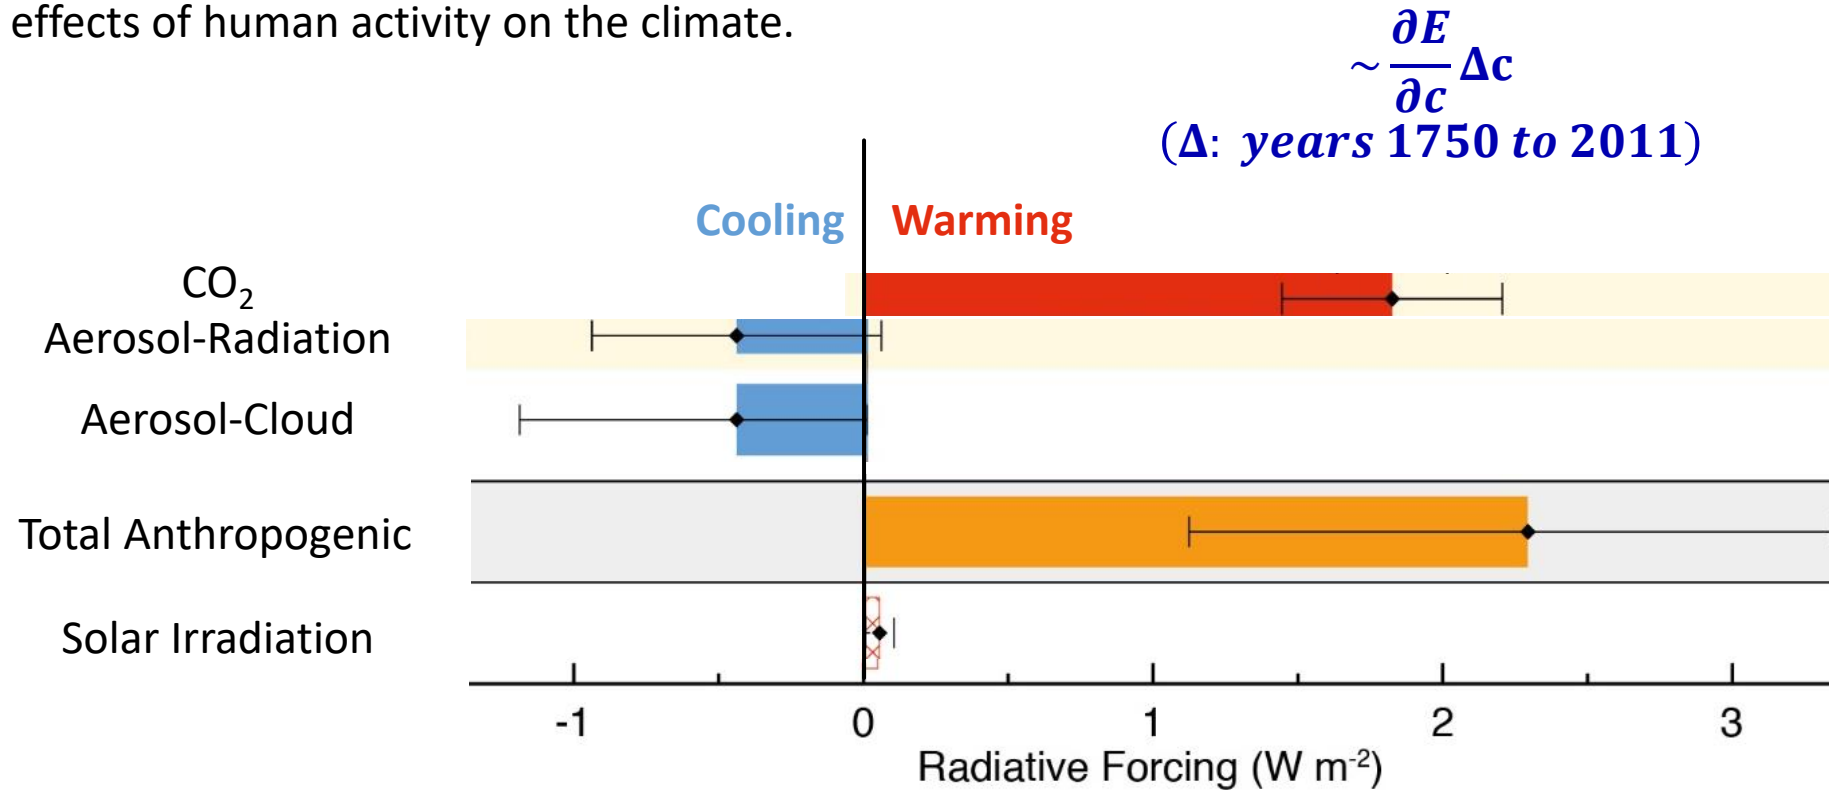 effects of human activity on the climate.
~ ∂E/∂c Δc
(Δ: years 1750 to 2011)
Cooling Warming
CO₂
Aerosol-Radiation
Aerosol-Cloud
Total Anthropogenic
Solar Irradiation
-1 0 1 2 3
Radiative Forcing (W m⁻²)